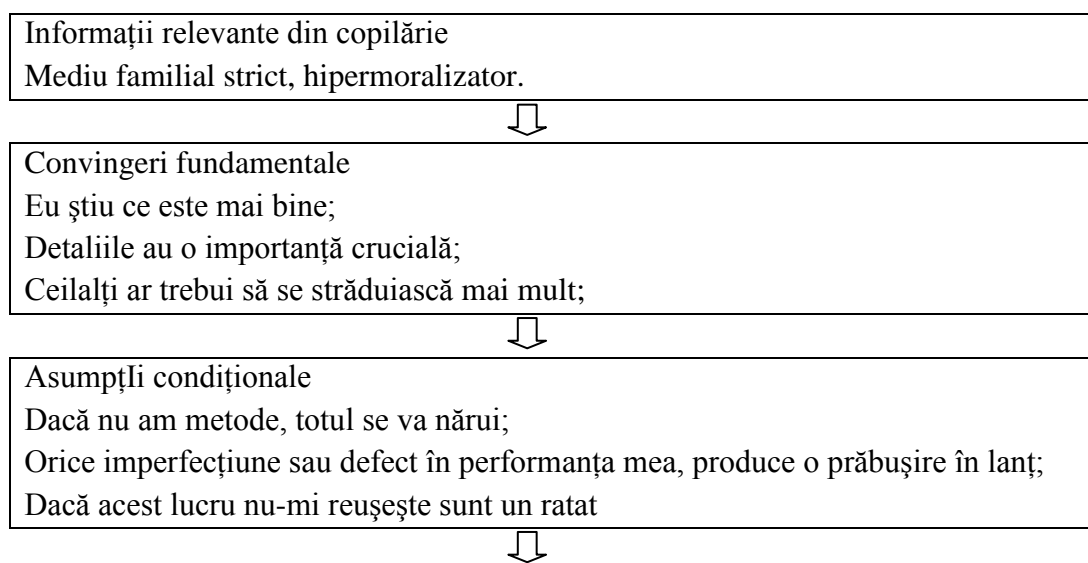 Informații relevante din copilărie
Mediu familial strict, hipermoralizator.
Convingeri fundamentale
Eu ştiu ce este mai bine;
Detaliile au o importanță crucială;
Ceilalți ar trebui să se străduiască mai mult;
AsumpțIi condiționale
Dacă nu am metode, totul se va nărui;
Orice imperfecțiune sau defect în performanța mea, produce o prăbuşire în lanț;
Dacă acest lucru nu-mi reuşeşte sunt un ratat